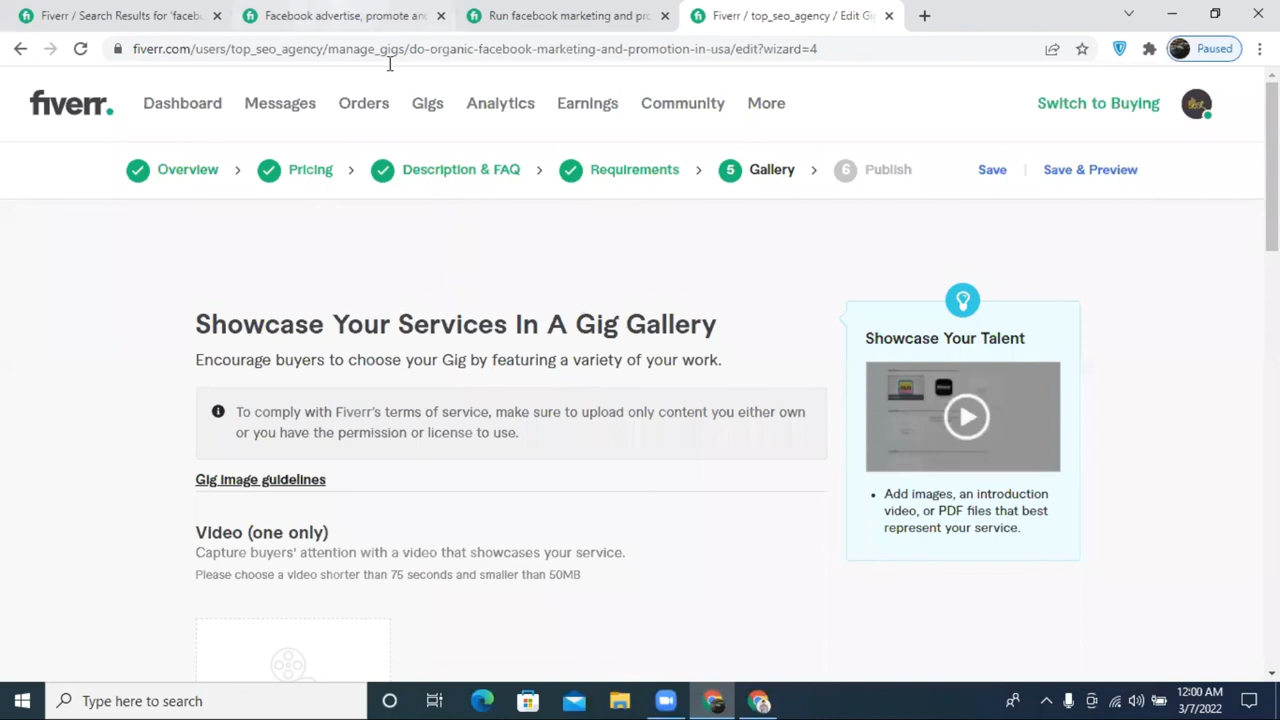 Fiverr / Search Results for 'faceb
Facebook advertise, promote and
Run facebook marketing and pro
Fiverr / top_seo_agency / Edit Gig
fiverr.com/users/top_seo_agency/manage_gigs/do-organic-facebook-marketing-and-promotion-in-usa/edit?wizard=4
Paused
fiverr.
Dashboard
Messages
Orders
Gigs
Analytics
Earnings
Community
More
Switch to Buying
Overview
Pricing
Description & FAQ
Requirements
5 Gallery
6 Publish
Save
Save & Preview
Showcase Your Services In A Gig Gallery
Encourage buyers to choose your Gig by featuring a variety of your work.
To comply with Fiverr's terms of service, make sure to upload only content you either own
or you have the permission or license to use.
Gig image guidelines
Video (one only)
Capture buyers' attention with a video that showcases your service.
Please choose a video shorter than 75 seconds and smaller than 50MB
Showcase Your Talent
Add images, an introduction
video, or PDF files that best
represent your service.
Type here to search
12:00 AM
3/7/2022